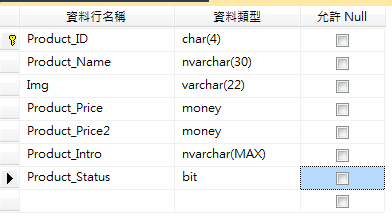 資料行名稱 資料類型 允許 Null
Product_ID char(4)
Product_Name nvarchar(30)
Img varchar(22)
Product_Price money
Product_Price2 money
Product_Intro nvarchar(MAX)
Product_Status bit